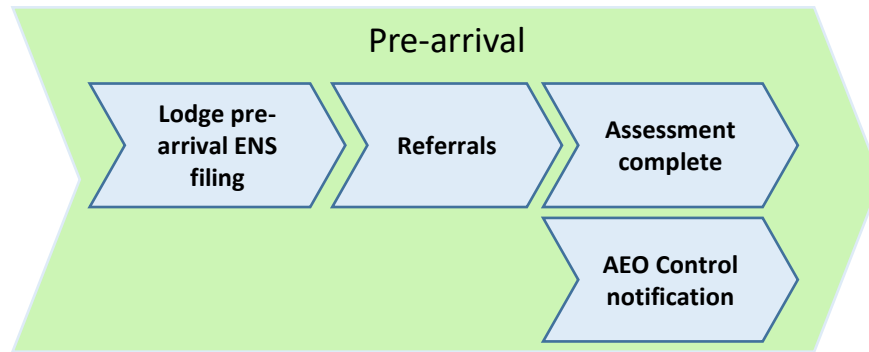 Pre-arrival
Lodge pre-
arrival ENS
filing
Referrals
Assessment
complete
AEO Control
notification